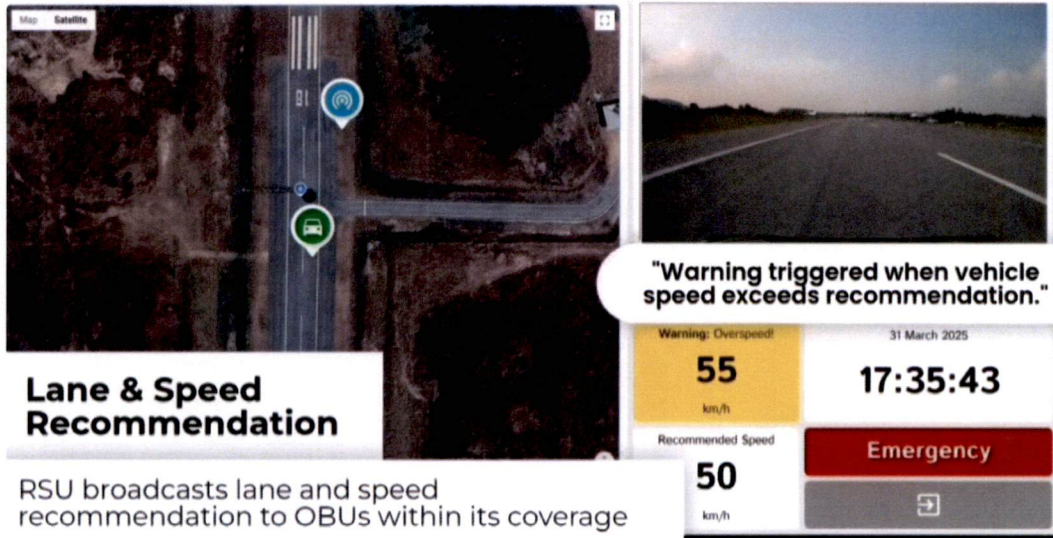 Map
Satellite
18
Lane & Speed
Recommendation
RSU broadcasts lane and speed
recommendation to OBUs within its coverage
"Warning triggered when vehicle
speed exceeds recommendation."
Warning: Overspeed!
55
km/h
31 March 2025
17:35:43
Recommended Speed
50
km/h
Emergency